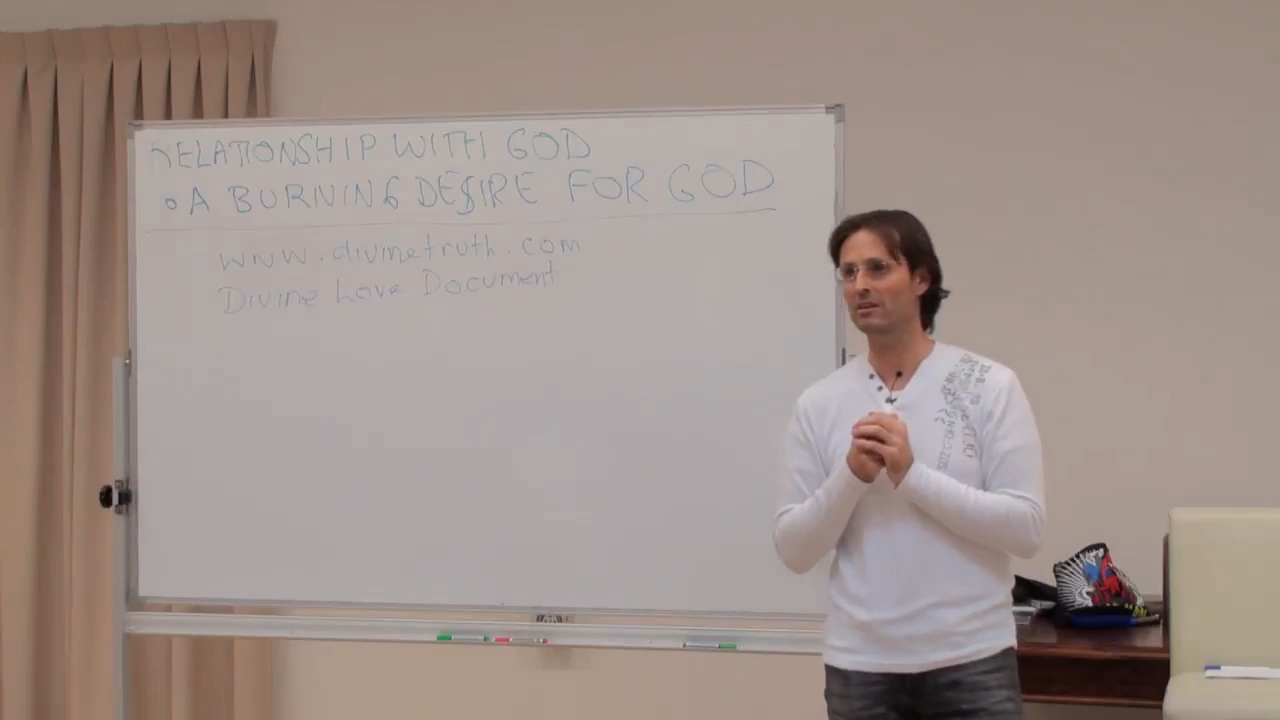 RELATIONSHIP WITH GOD
• A BURNING DESIRE FOR GOD
www.divinetruth.com
Divine Love Document